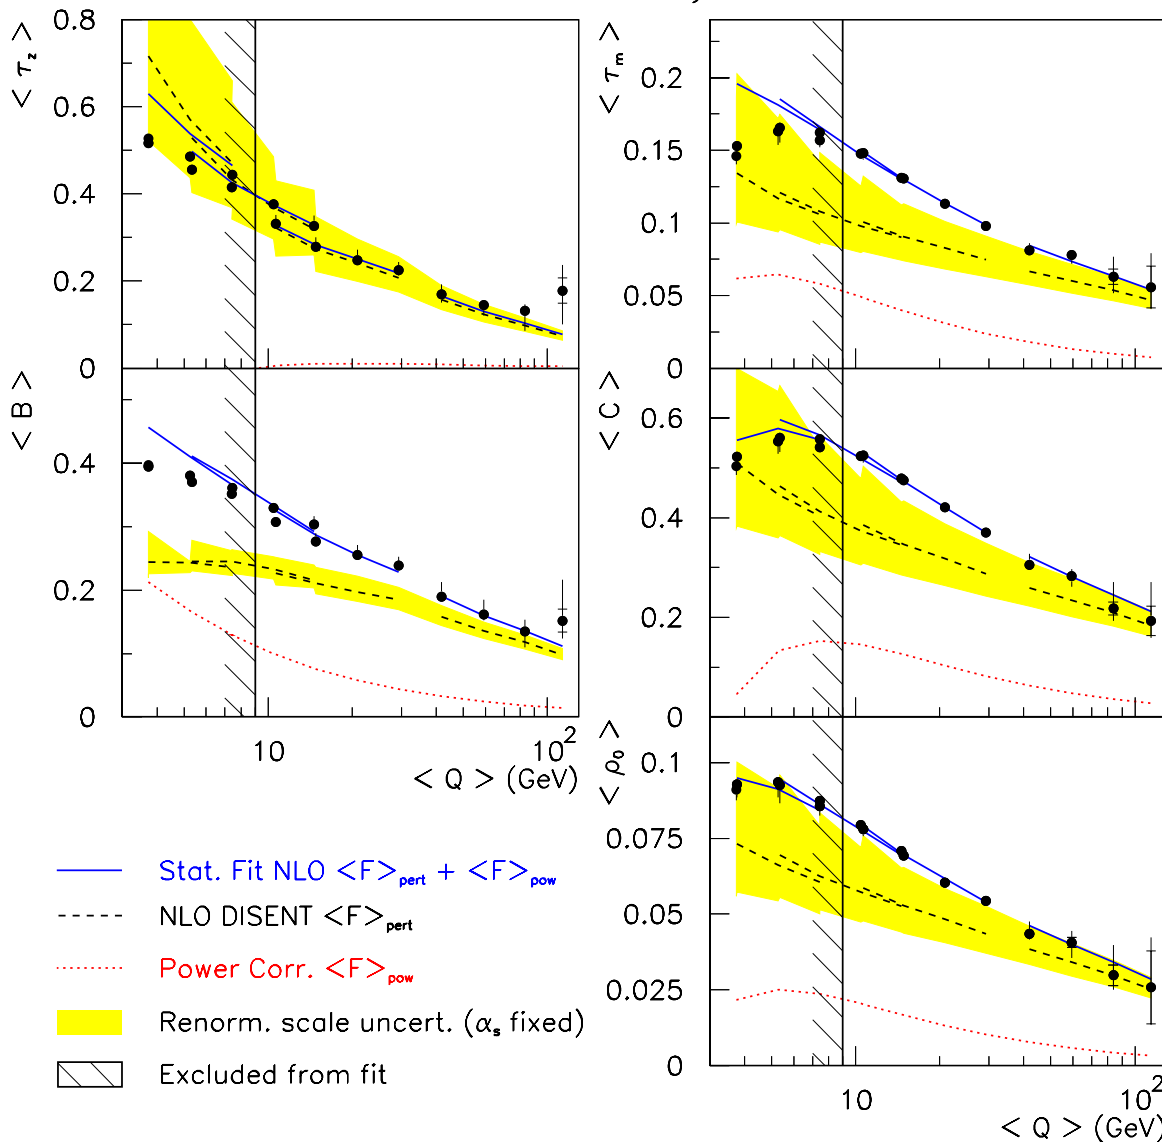 < τz >
0.8
0.6
0.4
0.2
0
< τm >
0.2
0.15
0.1
0.05
0
< B >
0.4
0.2
0
10
10²
< Q > (GeV)
< C >
0.6
0.4
0.2
0
< ρ0 >
0.1
0.075
0.05
0.025
0
10
10²
< Q > (GeV)
Stat. Fit NLO <F>pert + <F>pow
NLO DISENT <F>pert
Power Corr. <F>pow
Renorm. scale uncert. (αs fixed)
Excluded from fit